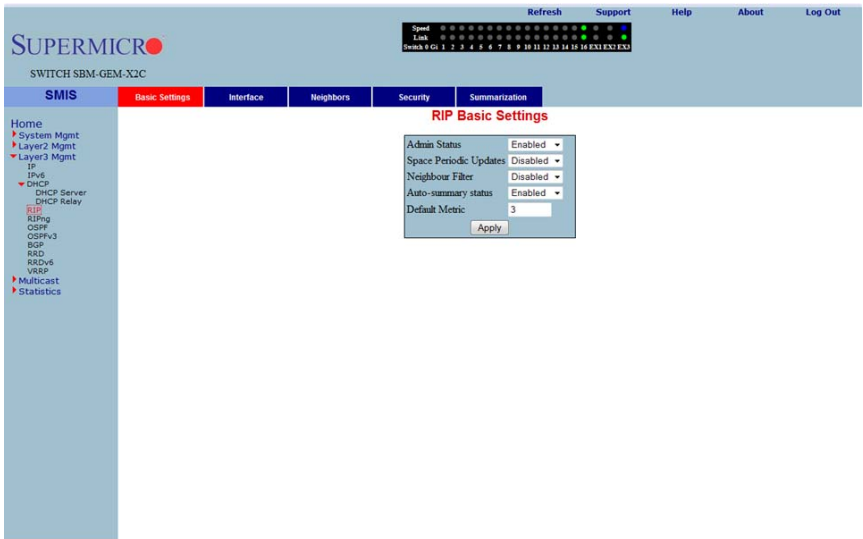 Refresh Support Help About Log Out
Speed
Link
Switch 0 Gi 1 2 3 4 5 6 7 8 9 10 11 12 13 14 15 16 EX1 EX2 EX3
SUPERMICRO
SWITCH SBM-GEM-X2C
SMIS
Basic Settings Interface Neighbors Security Summarization
Home
System Mgmt
Layer2 Mgmt
Layer3 Mgmt
IP
IPv6
DHCP
DHCP Server
DHCP Relay
RIP
RIPng
OSPF
OSPFv3
BGP
RRD
RRDv6
VRRP
Multicast
Statistics
RIP Basic Settings
Admin Status Enabled
Space Periodic Updates Disabled
Neighbour Filter Disabled
Auto-summary status Enabled
Default Metric 3
Apply